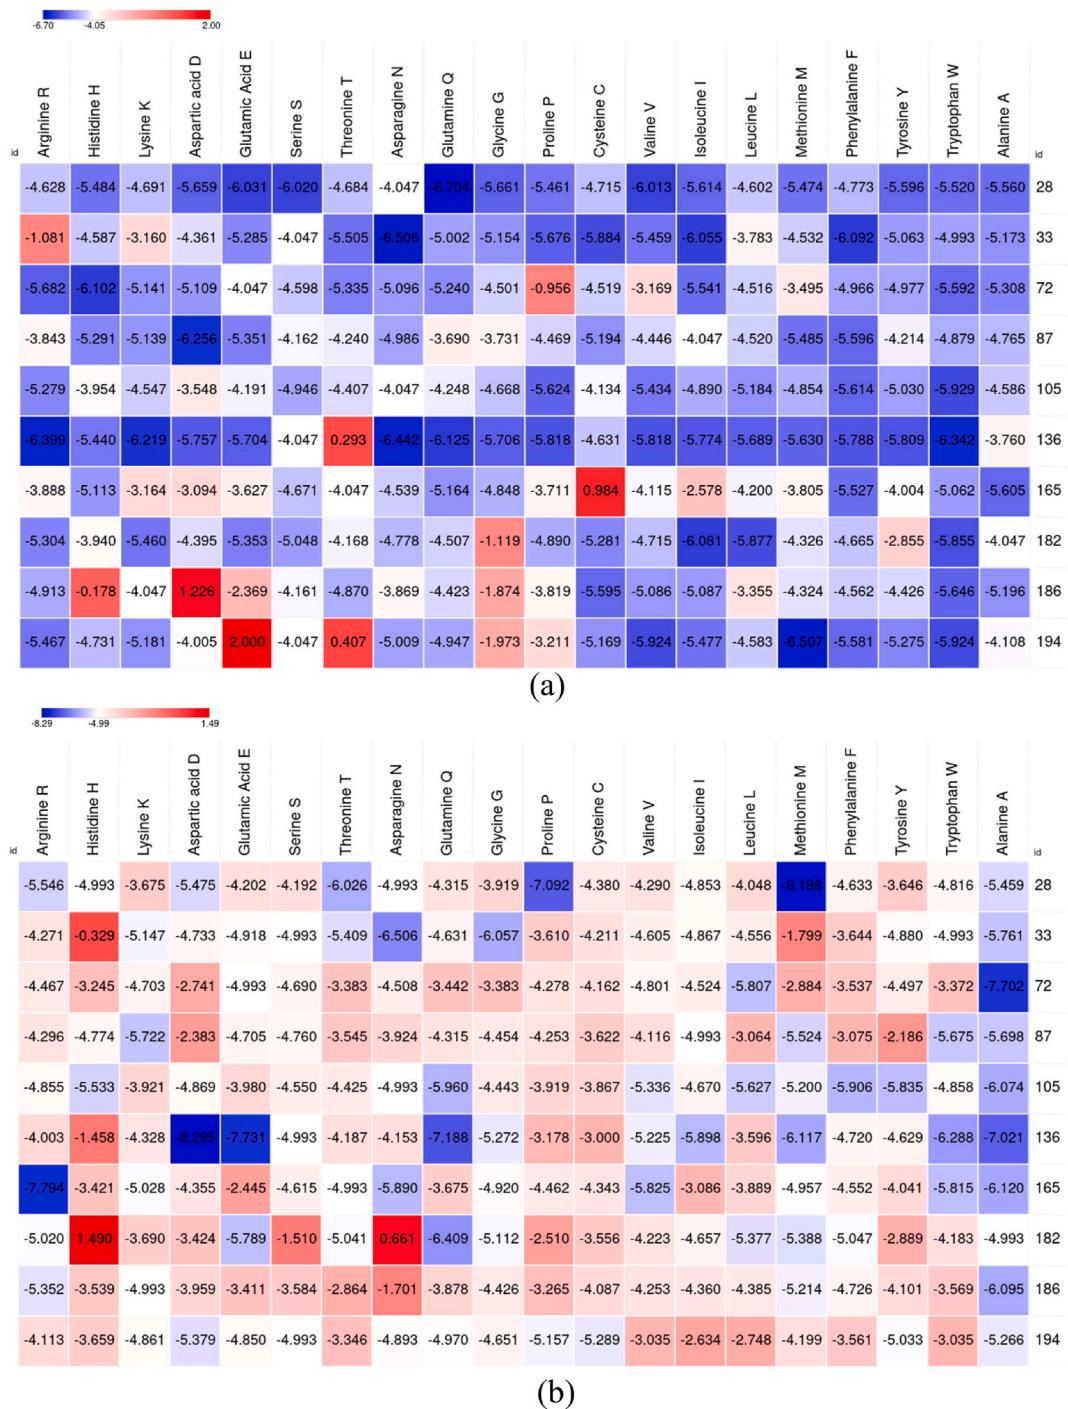 -6.70 -4.05 2.00
id Arginine R Histidine H Lysine K Aspartic acid D Glutamic Acid E Serine S Threonine T Asparagine N Glutamine Q Glycine G Proline P Cysteine C Valine V Isoleucine I Leucine L Methionine M Phenylalanine F Tyrosine Y Tryptophan W Alanine A id
-4.628 -5.484 -4.691 -5.659 -6.031 -6.020 -4.684 -4.047 -6.704 -5.661 -5.461 -4.715 -6.013 -5.614 -4.602 -5.474 -4.773 -5.596 -5.520 -5.560 28
-1.081 -4.587 -3.160 -4.361 -5.285 -4.047 -5.505 -6.506 -5.002 -5.154 -5.676 -5.884 -5.459 -6.055 -3.783 -4.532 -6.092 -5.063 -4.993 -5.173 33
-5.682 -6.102 -5.141 -5.109 -4.047 -4.598 -5.335 -5.096 -5.240 -4.501 -0.956 -4.519 -3.169 -5.541 -4.516 -3.495 -4.966 -4.977 -5.592 -5.308 72
-3.843 -5.291 -5.139 -6.256 -5.351 -4.162 -4.240 -4.986 -3.690 -3.731 -4.469 -5.194 -4.446 -4.047 -4.520 -5.485 -5.596 -4.214 -4.879 -4.765 87
-5.279 -3.954 -4.547 -3.548 -4.191 -4.946 -4.407 -4.047 -4.248 -4.668 -5.624 -4.134 -5.434 -4.890 -5.184 -4.854 -5.614 -5.030 -5.929 -4.586 105
-6.399 -5.440 -6.219 -5.757 -5.704 -4.047 0.293 -6.442 -6.125 -5.706 -5.818 -4.631 -5.818 -5.774 -5.689 -5.630 -5.788 -5.809 -6.342 -3.760 136
-3.888 -5.113 -3.164 -3.094 -3.627 -4.671 -4.047 -4.539 -5.164 -4.848 -3.711 0.984 -4.115 -2.578 -4.200 -3.805 -5.527 -4.004 -5.062 -5.605 165
-5.304 -3.940 -5.460 -4.395 -5.353 -5.048 -4.168 -4.778 -4.507 -1.119 -4.890 -5.281 -4.715 -6.081 -5.877 -4.326 -4.665 -2.855 -5.855 -4.047 182
-4.913 -0.178 -4.047 1.226 -2.369 -4.161 -4.870 -3.869 -4.423 -1.874 -3.819 -5.595 -5.086 -5.087 -3.355 -4.324 -4.562 -4.426 -5.646 -5.196 186
-5.467 -4.731 -5.181 -4.005 2.000 -4.047 0.407 -5.009 -4.947 -1.973 -3.211 -5.169 -5.924 -5.477 -4.583 -6.507 -5.581 -5.275 -5.924 -4.108 194
(a)
-8.29 -4.99 1.49
id Arginine R Histidine H Lysine K Aspartic acid D Glutamic Acid E Serine S Threonine T Asparagine N Glutamine Q Glycine G Proline P Cysteine C Valine V Isoleucine I Leucine L Methionine M Phenylalanine F Tyrosine Y Tryptophan W Alanine A id
-5.546 -4.993 -3.675 -5.475 -4.202 -4.192 -6.026 -4.993 -4.315 -3.919 -7.092 -4.380 -4.290 -4.853 -4.048 -8.198 -4.633 -3.646 -4.816 -5.459 28
-4.271 -0.329 -5.147 -4.733 -4.918 -4.993 -5.409 -6.506 -4.631 -6.057 -3.610 -4.211 -4.605 -4.867 -4.556 -1.799 -3.644 -4.880 -4.993 -5.761 33
-4.467 -3.245 -4.703 -2.741 -4.993 -4.690 -3.383 -4.508 -3.442 -3.383 -4.278 -4.162 -4.801 -4.524 -5.807 -2.884 -3.537 -4.497 -3.372 -7.702 72
-4.296 -4.774 -5.722 -2.383 -4.705 -4.760 -3.545 -3.924 -4.315 -4.454 -4.253 -3.622 -4.116 -4.993 -3.064 -5.524 -3.075 -2.186 -5.675 -5.698 87
-4.855 -5.533 -3.921 -4.869 -3.980 -4.550 -4.425 -4.993 -5.960 -4.443 -3.919 -3.867 -5.336 -4.670 -5.627 -5.200 -5.906 -5.835 -4.858 -6.074 105
-4.003 -1.458 -4.328 -8.295 -7.731 -4.993 -4.187 -4.153 -7.188 -5.272 -3.178 -3.000 -5.225 -5.898 -3.596 -6.117 -4.720 -4.629 -6.288 -7.021 136
-7.794 -3.421 -5.028 -4.355 -2.445 -4.615 -4.993 -5.890 -3.675 -4.920 -4.462 -4.343 -5.825 -3.086 -3.889 -4.957 -4.552 -4.041 -5.815 -6.120 165
-5.020 1.490 -3.690 -3.424 -5.789 -1.510 -5.041 0.661 -6.409 -5.112 -2.510 -3.556 -4.223 -4.657 -5.377 -5.388 -5.047 -2.889 -4.183 -4.993 182
-5.352 -3.539 -4.993 -3.959 -3.411 -3.584 -2.864 -1.701 -3.878 -4.426 -3.265 -4.087 -4.253 -4.360 -4.385 -5.214 -4.726 -4.101 -3.569 -6.095 186
-4.113 -3.659 -4.861 -5.379 -4.850 -4.993 -3.346 -4.893 -4.970 -4.651 -5.157 -5.289 -3.035 -2.634 -2.748 -4.199 -3.561 -5.033 -3.035 -5.266 194
(b)